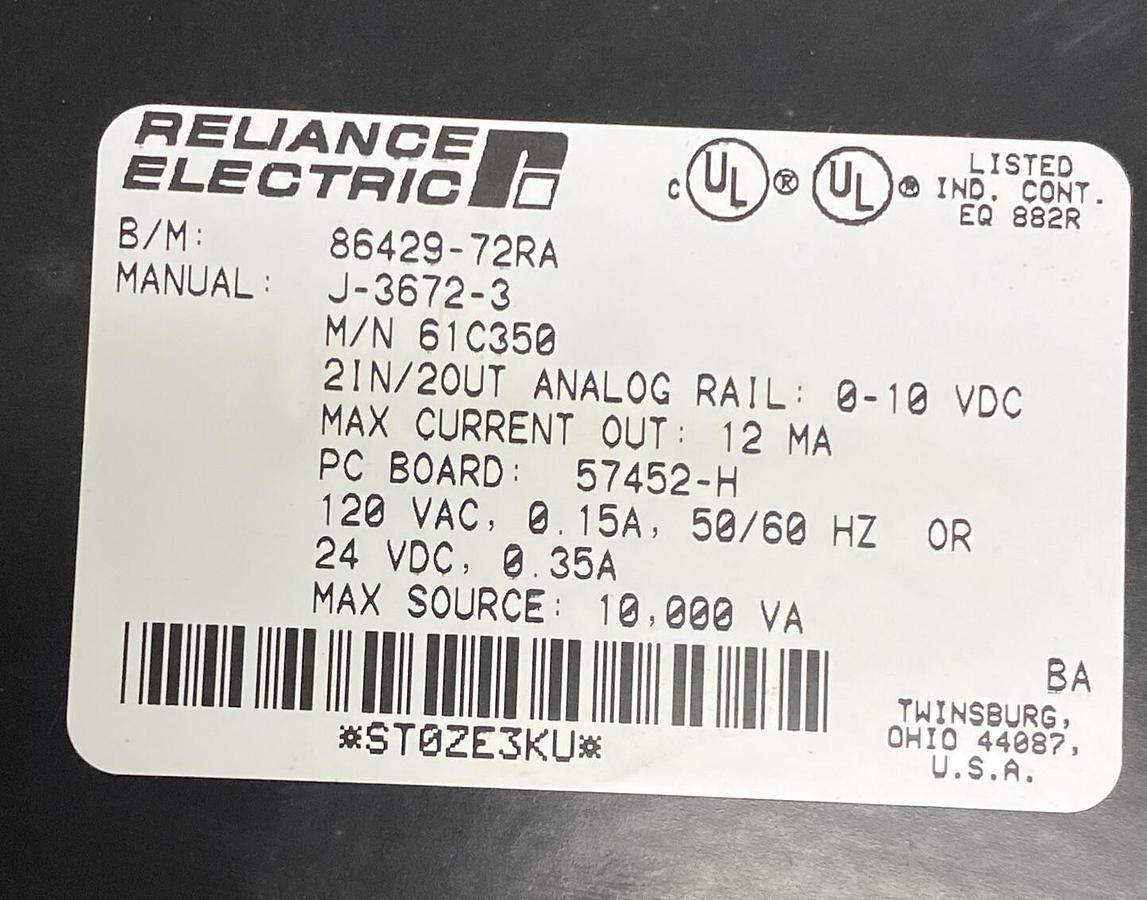 RELIANCE
ELECTRIC
c UL ® UL ® LISTED
IND. CONT.
EQ 882R
B/M: 86429-72RA
MANUAL: J-3672-3
M/N 61C350
2IN/2OUT ANALOG RAIL: 0-10 VDC
MAX CURRENT OUT: 12 MA
PC BOARD: 57452-H
120 VAC, 0.15A, 50/60 HZ OR
24 VDC, 0.35A
MAX SOURCE: 10,000 VA
*ST0ZE3KU*
BA
TWINSBURG,
OHIO 44087,
U.S.A.